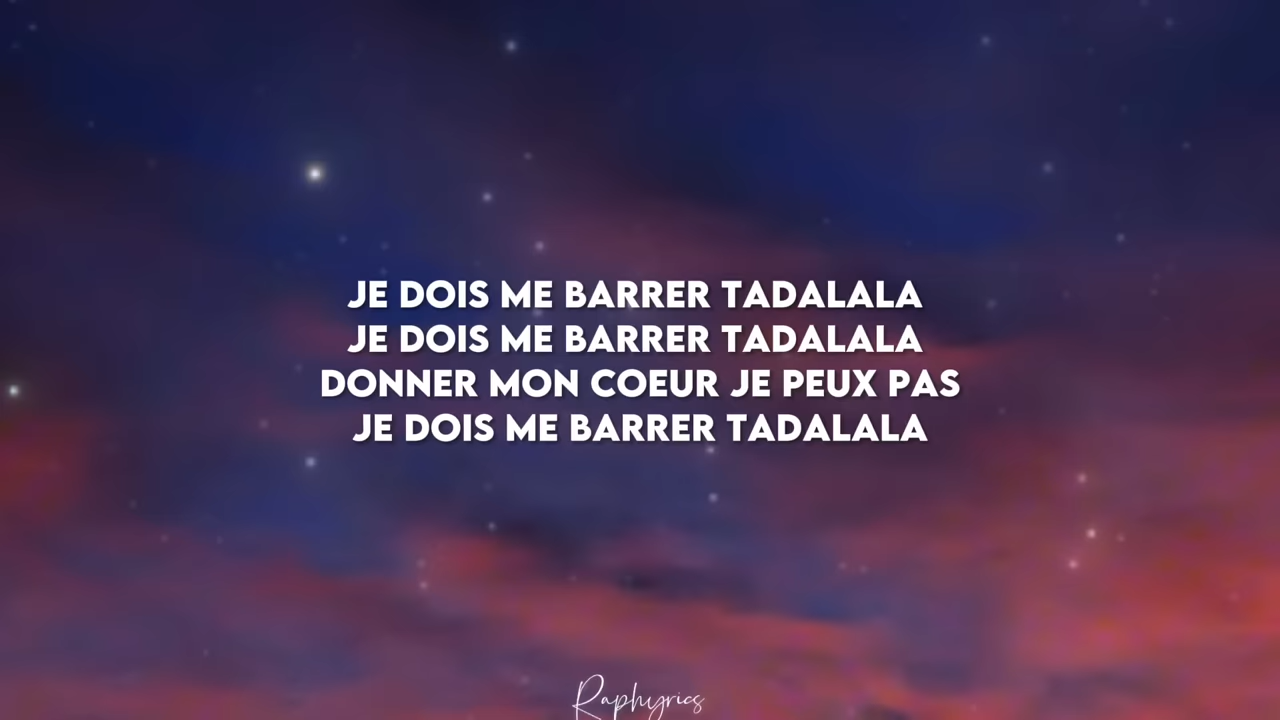 JE DOIS ME BARRER TADALALA
JE DOIS ME BARRER TADALALA
DONNER MON COEUR JE PEUX PAS
JE DOIS ME BARRER TADALALA
Raphyrics